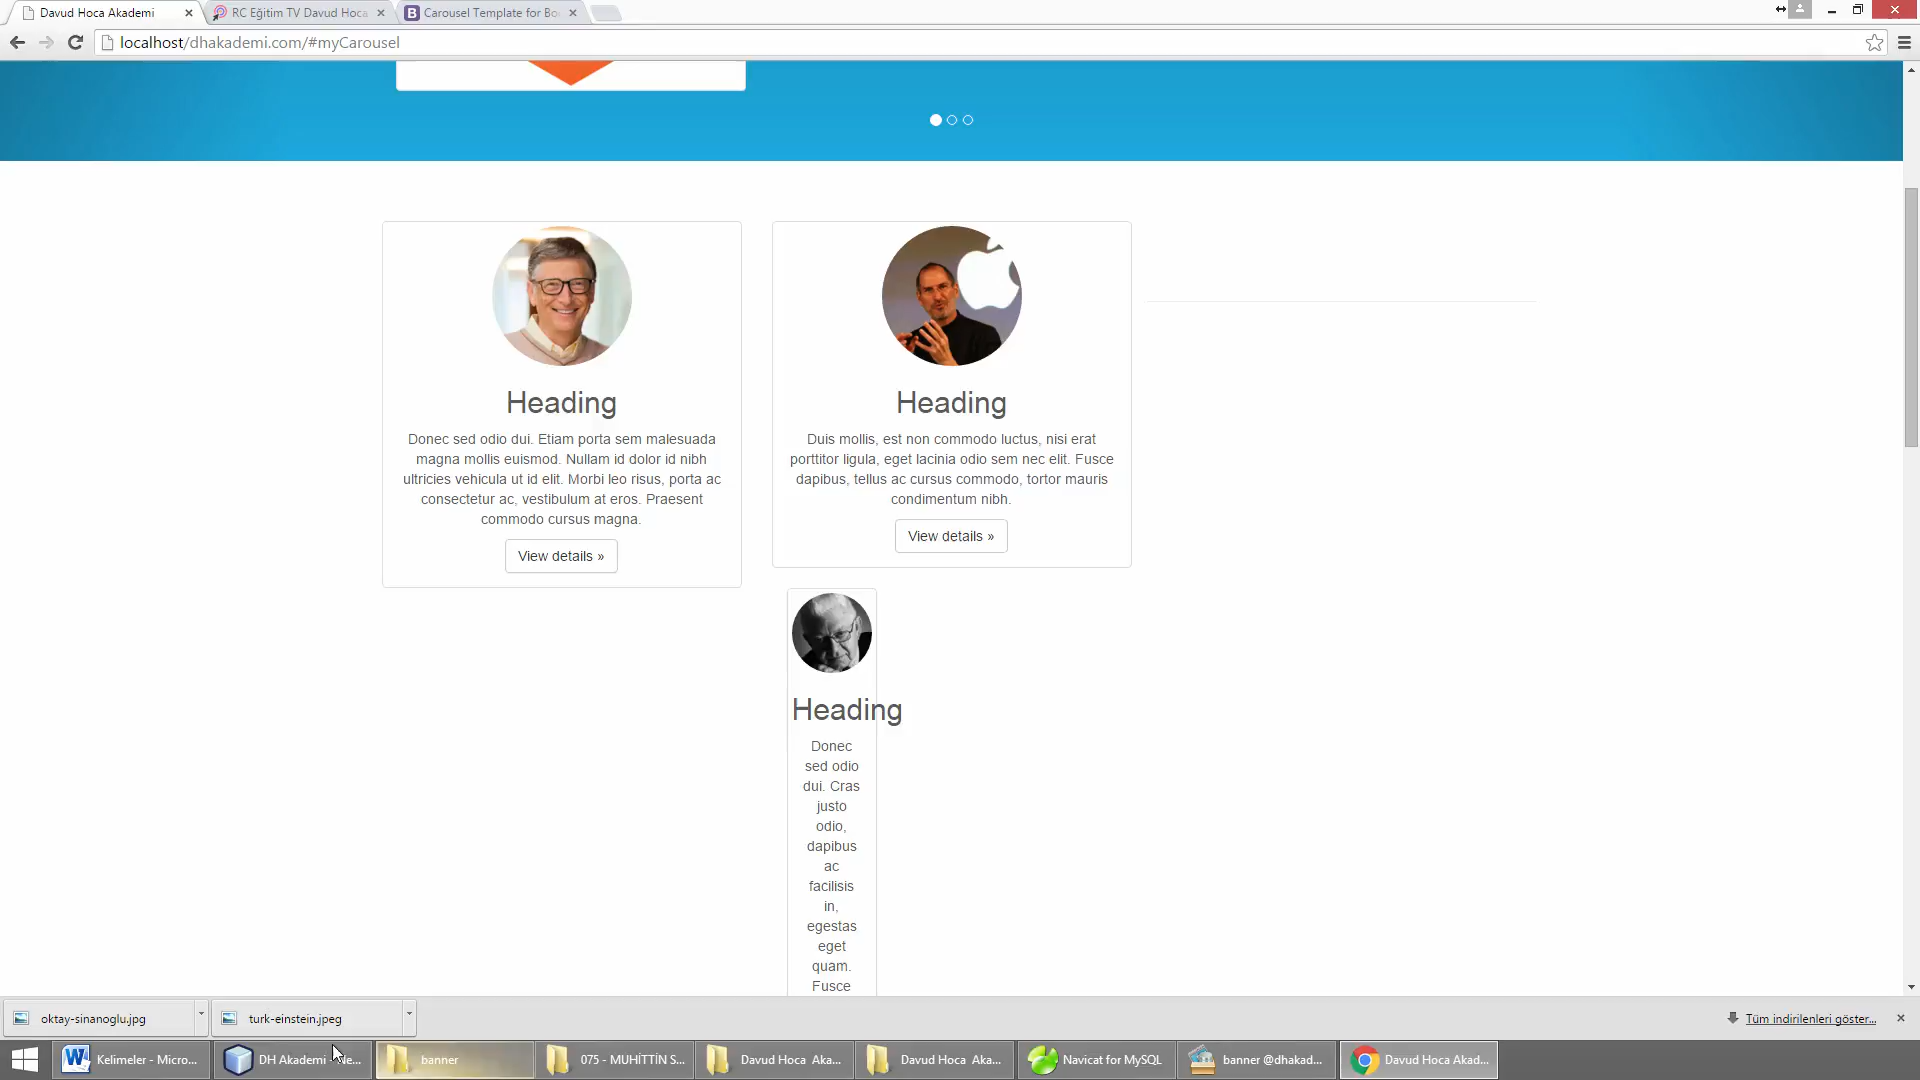 Davud Hoca Akademi
RC Eğitim TV Davud Hoca
Carousel Template for Bo
localhost/dhakademi.com/#myCarousel
Heading
Donec sed odio dui. Etiam porta sem malesuada
magna mollis euismod. Nullam id dolor id nibh
ultricies vehicula ut id elit. Morbi leo risus, porta ac
consectetur ac, vestibulum at eros. Praesent
commodo cursus magna.
View details »
Heading
Duis mollis, est non commodo luctus, nisi erat
porttitor ligula, eget lacinia odio sem nec elit. Fusce
dapibus, tellus ac cursus commodo, tortor mauris
condimentum nibh.
View details »
Heading
Donec
sed odio
dui. Cras
justo
odio,
dapibus
ac
facilisis
in,
egestas
eget
quam.
Fusce
oktay-sinanoglu.jpg
turk-einstein.jpeg
Tüm indirilenleri göster...
Kelimeler - Micro...
DH Akademi - Ne...
banner
075 - MUHİTTİN S...
Davud Hoca Aka...
Davud Hoca Aka...
Navicat for MySQL
banner @dhakad...
Davud Hoca Akad...